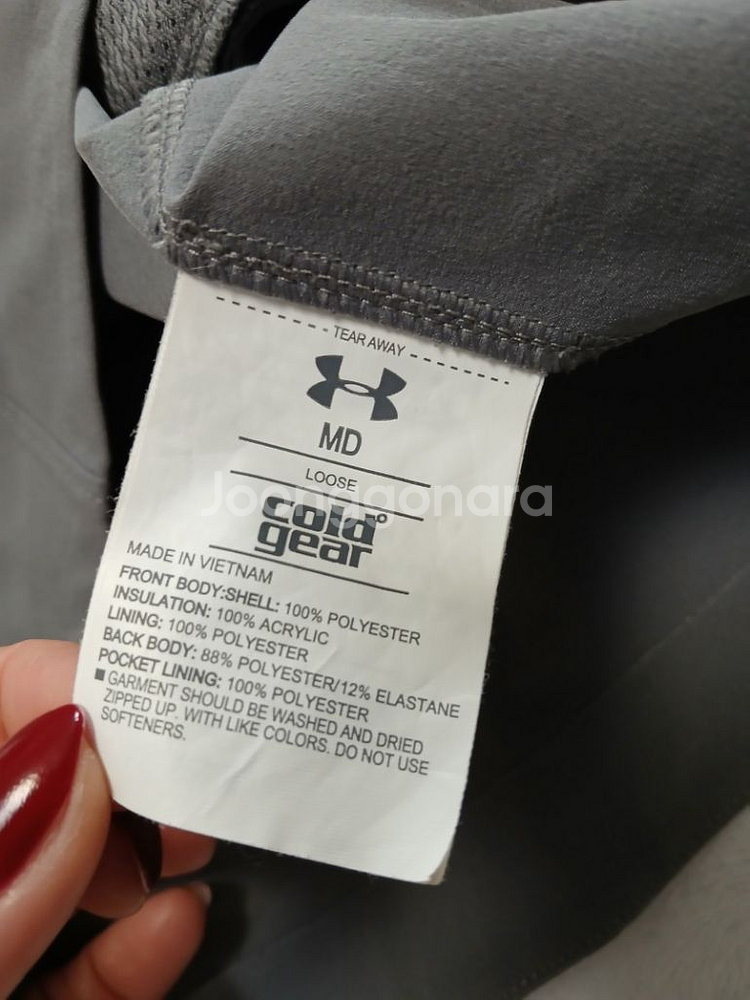 TEAR AWAY
MD
LOOSE
Joonggonara
cold
gear
MADE IN VIETNAM
FRONT BODY:SHELL: 100% POLYESTER
INSULATION: 100% ACRYLIC
LINING: 100% POLYESTER
BACK BODY: 88% POLYESTER/12% ELASTANE
POCKET LINING: 100% POLYESTER
■ GARMENT SHOULD BE WASHED AND DRIED
ZIPPED UP. WITH LIKE COLORS. DO NOT USE
SOFTENERS.